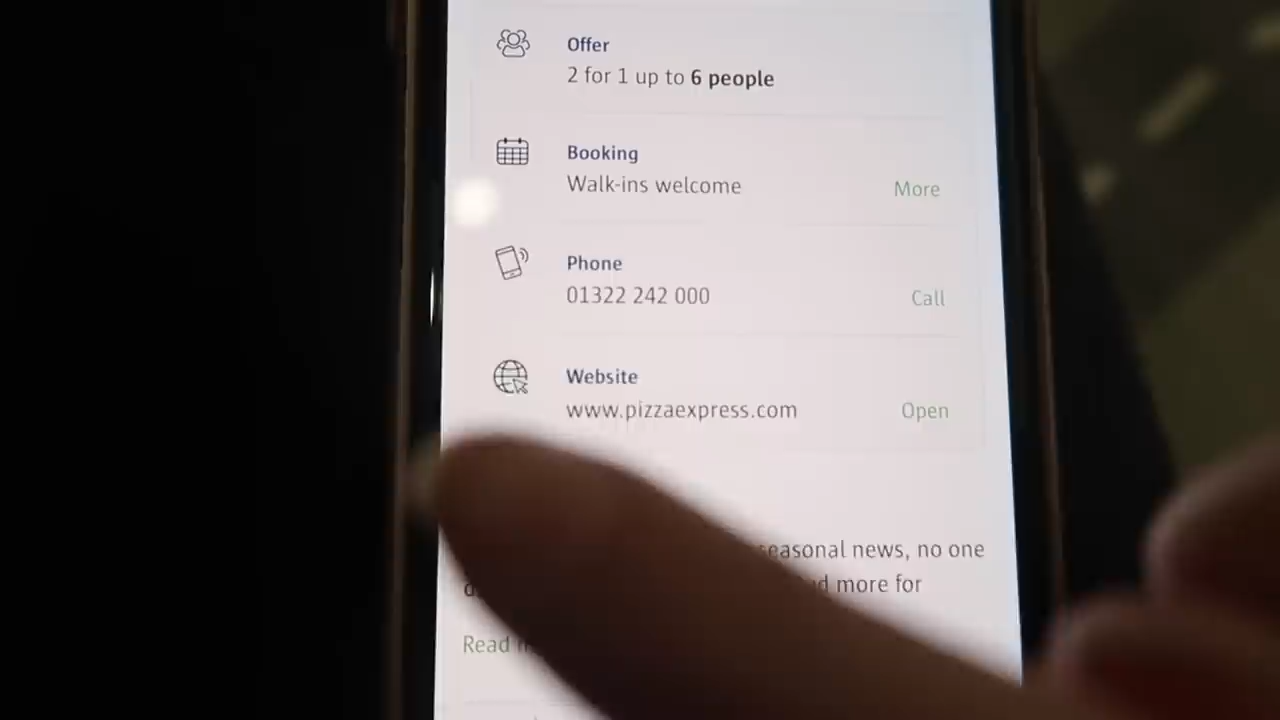 Offer
2 for 1 up to 6 people
Booking
Walk-ins welcome
More
Phone
01322 242 000
Call
Website
www.pizzaexpress.com
Open
seasonal news, no one
more for
Read